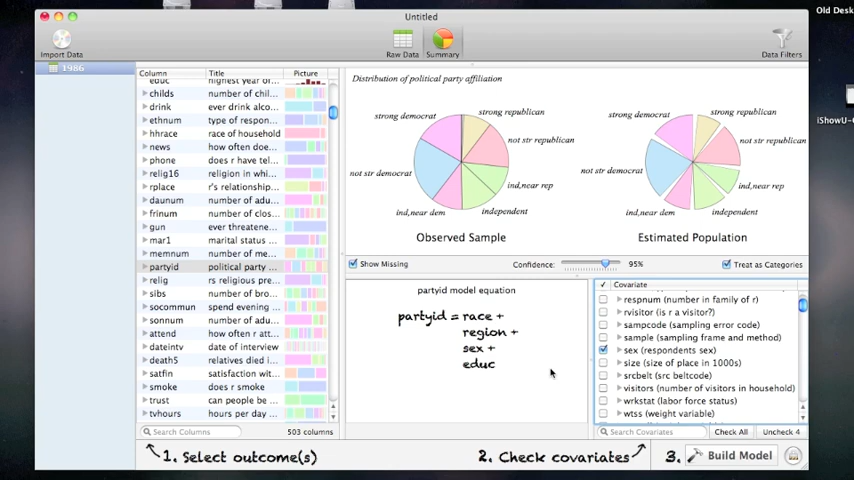 Untitled
Old Desk
Import Data
Raw Data
Summary
Data Filters
1986
Column Title Picture
educ highest year of...
childs number of chil...
drink ever drink alco...
ethnum type of respon...
hhrace race of household
news how often doe...
phone does r have tel...
relig16 religion in whi...
rplace r's relationship...
daunum number of adu...
frinum number of clos...
gun ever threatene...
mar1 marital status ...
memnum number of me...
partyid political party ...
relig rs religious pre...
sibs number of bro...
socommun spend evening...
sonnum number of adu...
attend how often r att...
dateintv date of interview
death5 relatives died i...
satfin satisfaction wit...
smoke does r smoke
trust can people be ...
tvhours hours per day ...
Search Columns
503 columns
Distribution of political party affiliation
strong democrat
strong republican
not str republican
not str democrat
ind,near rep
ind,near dem
independent
Observed Sample
strong democrat
strong republican
not str republican
not str democrat
ind,near rep
ind,near dem
independent
Estimated Population
iShowU-
Show Missing
Confidence:
95%
Treat as Categories
partyid model equation
partyid = race +
region +
sex +
educ
Covariate
respnum (number in family of r)
rvisitor (is r a visitor?)
sampcode (sampling error code)
sample (sampling frame and method)
sex (respondents sex)
size (size of place in 1000s)
srcbelt (src beltcode)
visitors (number of visitors in household)
wrkstat (labor force status)
wtss (weight variable)
Search Covariates
Check All
Uncheck 4
1. Select outcome(s)
2. Check covariates
3.
Build Model